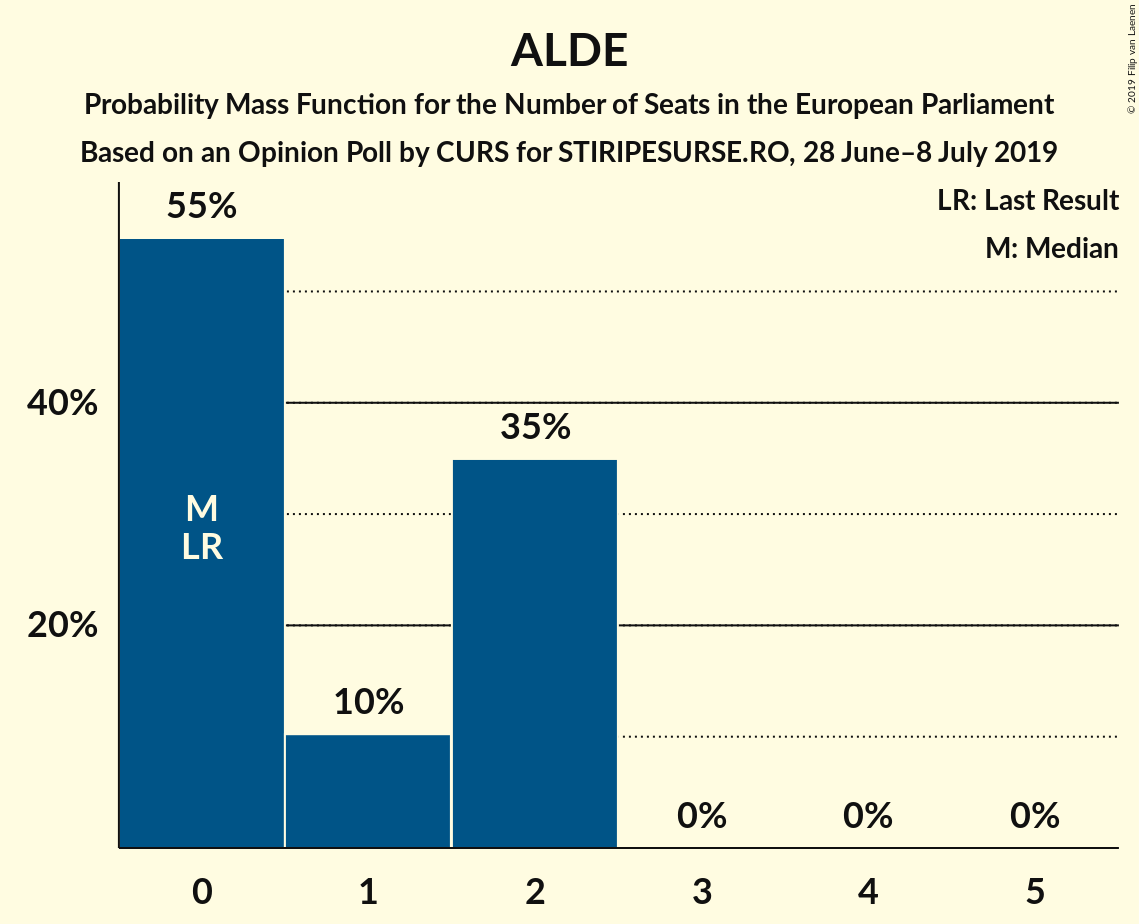 ALDE
Probability Mass Function for the Number of Seats in the European Parliament
Based on an Opinion Poll by CURS for STIRIPESURSE.RO, 28 June–8 July 2019
© 2019 Filip van Laenen
LR: Last Result
M: Median
55%
40%
35%
M
LR
20%
10%
0% 0% 0%
0 1 2 3 4 5